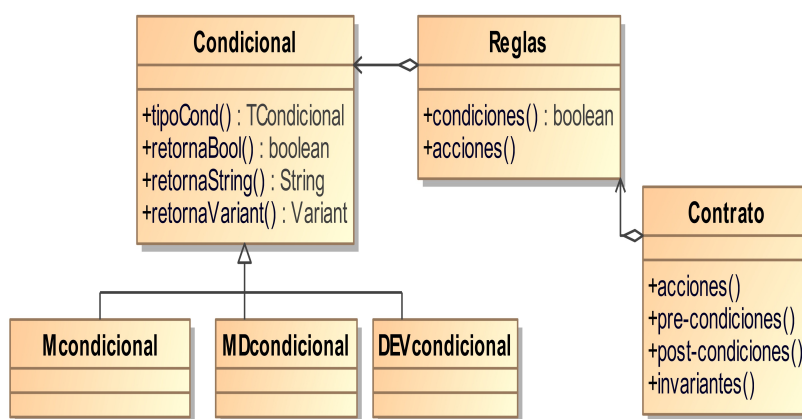 Condicional
+tipoCond() : TCondicional
+retornaBool() : boolean
+retornaString() : String
+retornaVariant() : Variant
Reglas
+condiciones() : boolean
+acciones()
Contrato
+acciones()
+pre-condiciones()
+post-condiciones()
+invariantes()
Mcondicional
MDcondicional
DEVcondicional